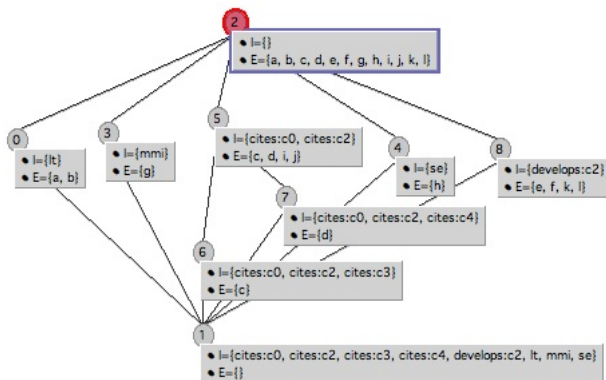 2
• I={}
• E={a, b, c, d, e, f, g, h, i, j, k, l}
0
• I={lt}
• E={a, b}
3
• I={mmi}
• E={g}
5
• I={cites:c0, cites:c2}
• E={c, d, i, j}
4
• I={se}
• E={h}
8
• I={develops:c2}
• E={e, f, k, l}
7
• I={cites:c0, cites:c2, cites:c4}
• E={d}
6
• I={cites:c0, cites:c2, cites:c3}
• E={c}
1
• I={cites:c0, cites:c2, cites:c3, cites:c4, develops:c2, lt, mmi, se}
• E={}